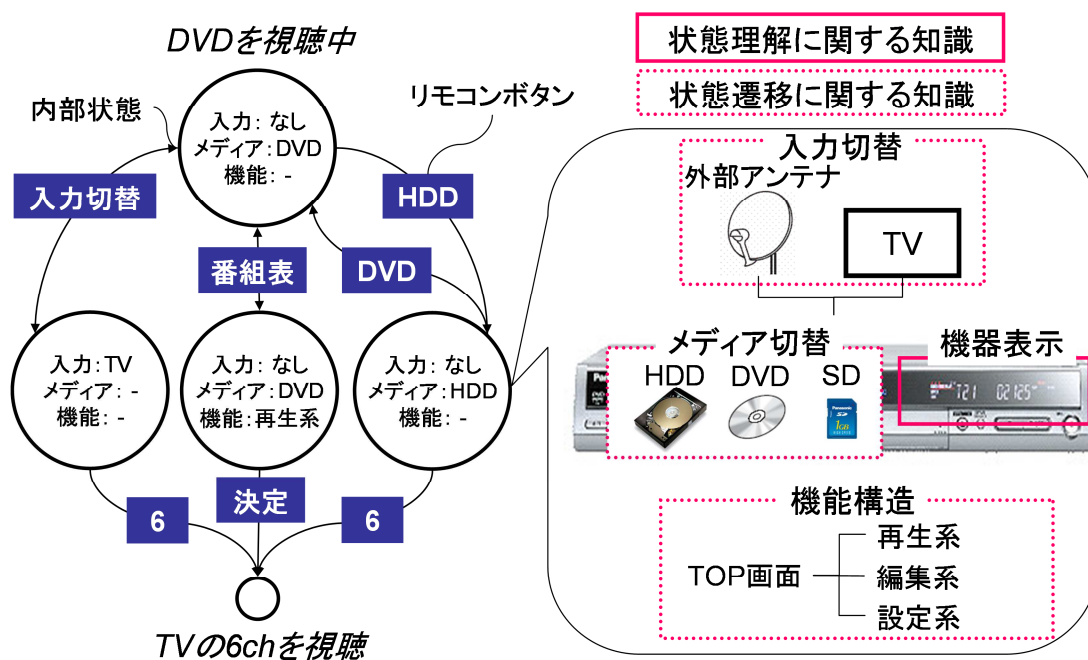 DVDを視聴中
内部状態
リモコンボタン
入力: なし
メディア:DVD
機能: -
入力切替
HDD
番組表
DVD
入力:TV
メディア: -
機能: -
入力: なし
メディア:DVD
機能:再生系
入力: なし
メディア:HDD
機能: -
6
決定
6
TVの6chを視聴
状態理解に関する知識
状態遷移に関する知識
入力切替
外部アンテナ
TV
メディア切替
HDD
DVD
SD
機器表示
Panasonic
SD
1GB
T21
02125
機能構造
TOP画面
再生系
編集系
設定系